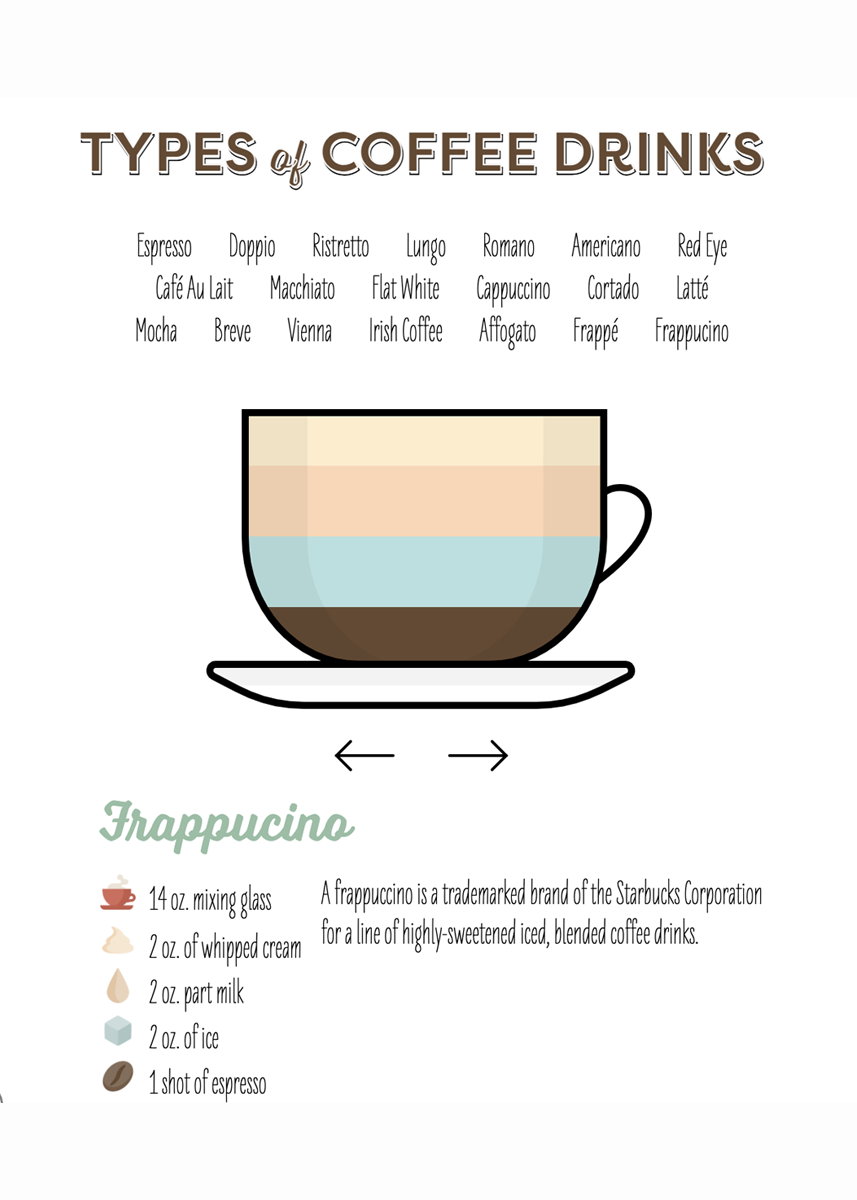 TYPES of COFFEE DRINKS
Espresso Doppio Ristretto Lungo Romano Americano Red Eye
Café Au Lait Macchiato Flat White Cappuccino Cortado Latté
Mocha Breve Vienna Irish Coffee Affogato Frappé Frappucino
Frappucino
14 oz. mixing glass
2 oz. of whipped cream
2 oz. part milk
2 oz. of ice
1 shot of espresso
A frappuccino is a trademarked brand of the Starbucks Corporation
for a line of highly-sweetened iced, blended coffee drinks.